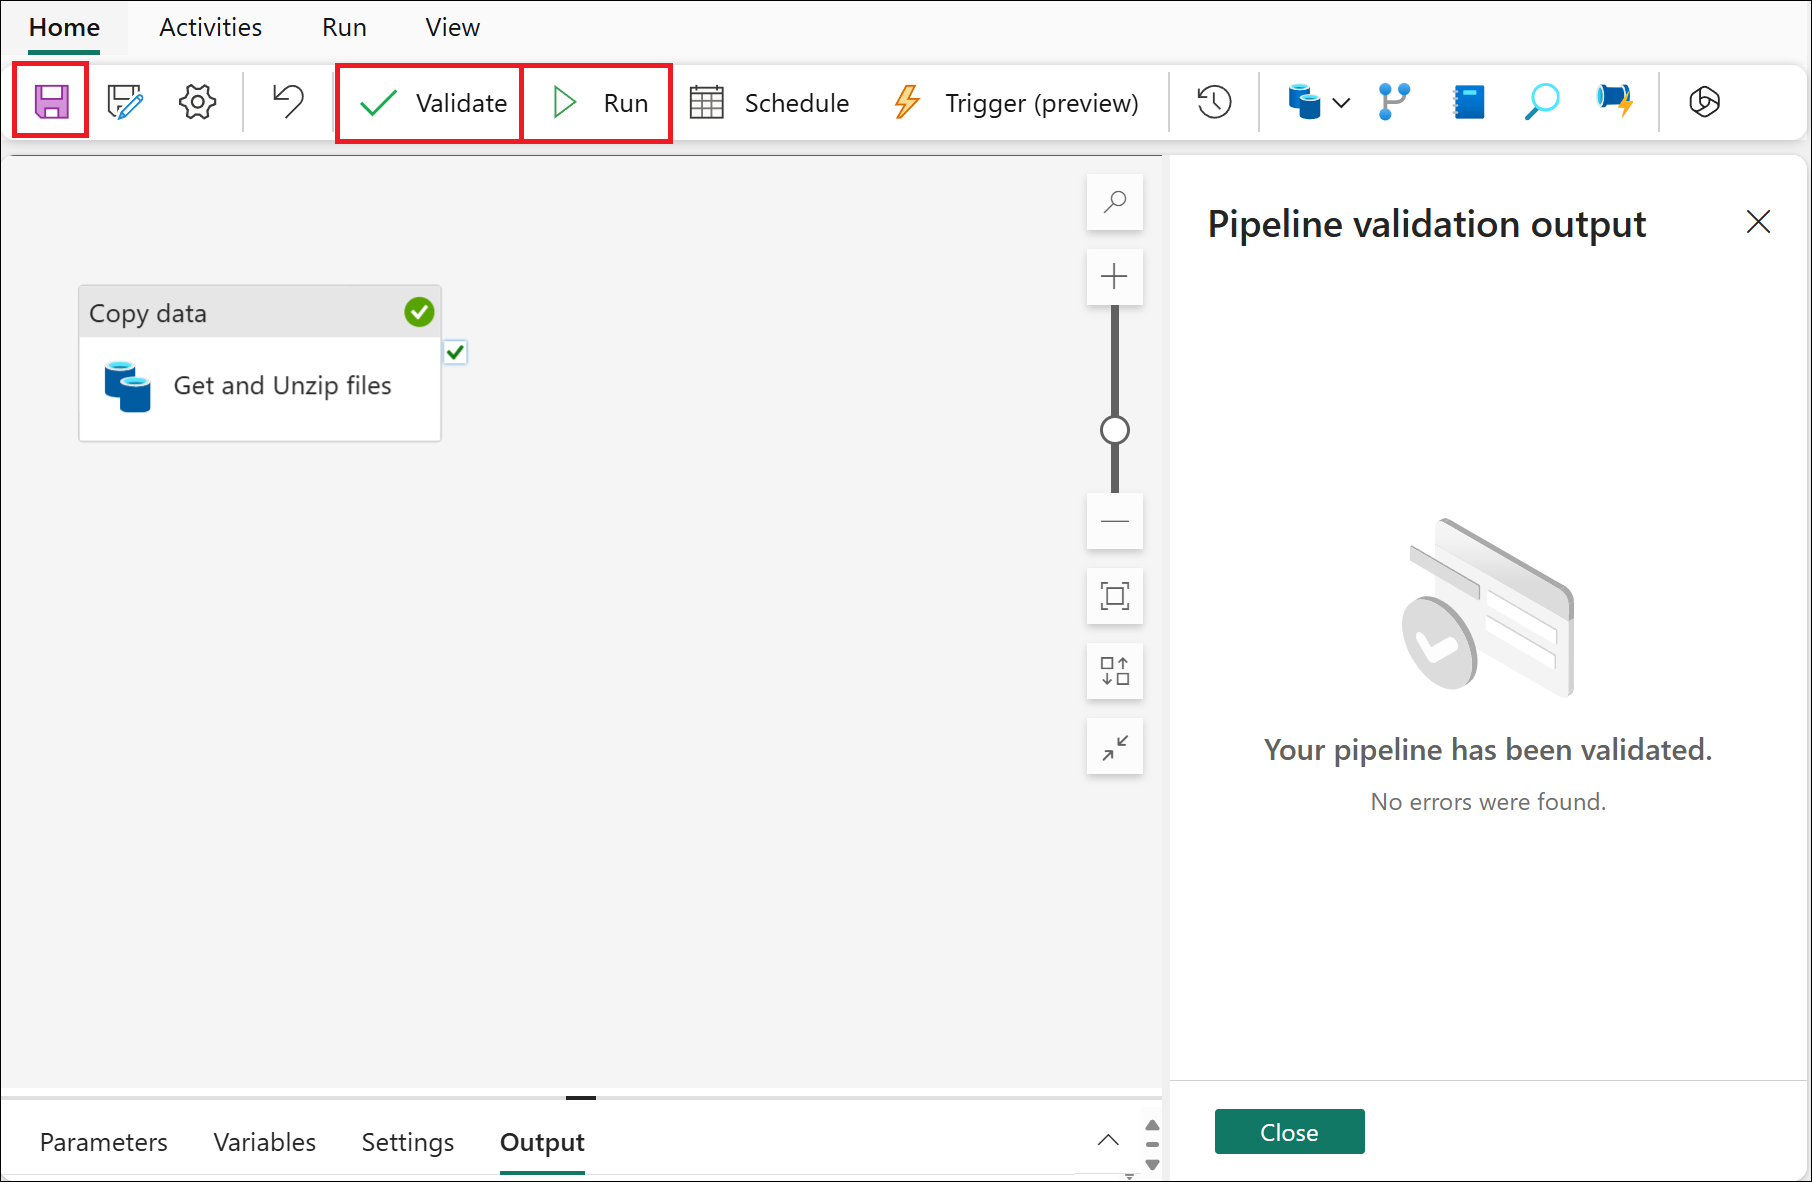 Home Activities Run View
Validate Run Schedule Trigger (preview)
Pipeline validation output
Copy data
Get and Unzip files
Your pipeline has been validated.
No errors were found.
Parameters Variables Settings Output
Close